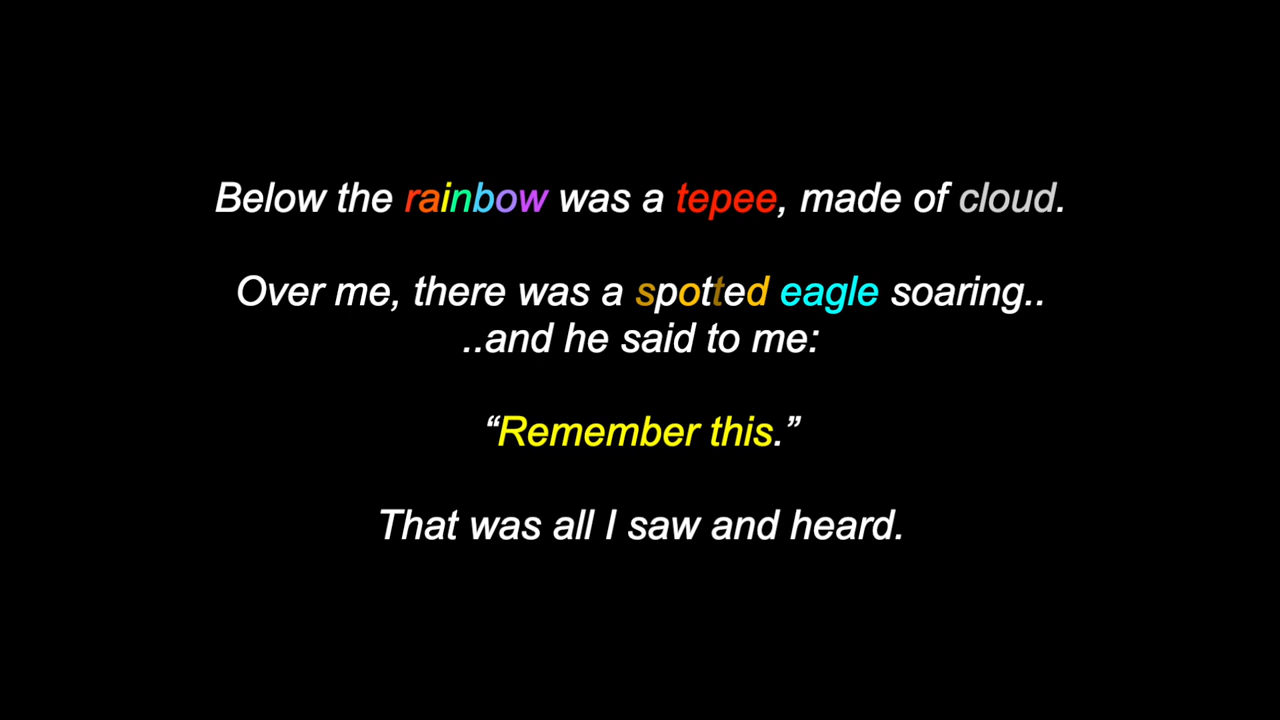 Below the rainbow was a tepee, made of cloud.
Over me, there was a spotted eagle soaring..
..and he said to me:
“Remember this.”
That was all I saw and heard.